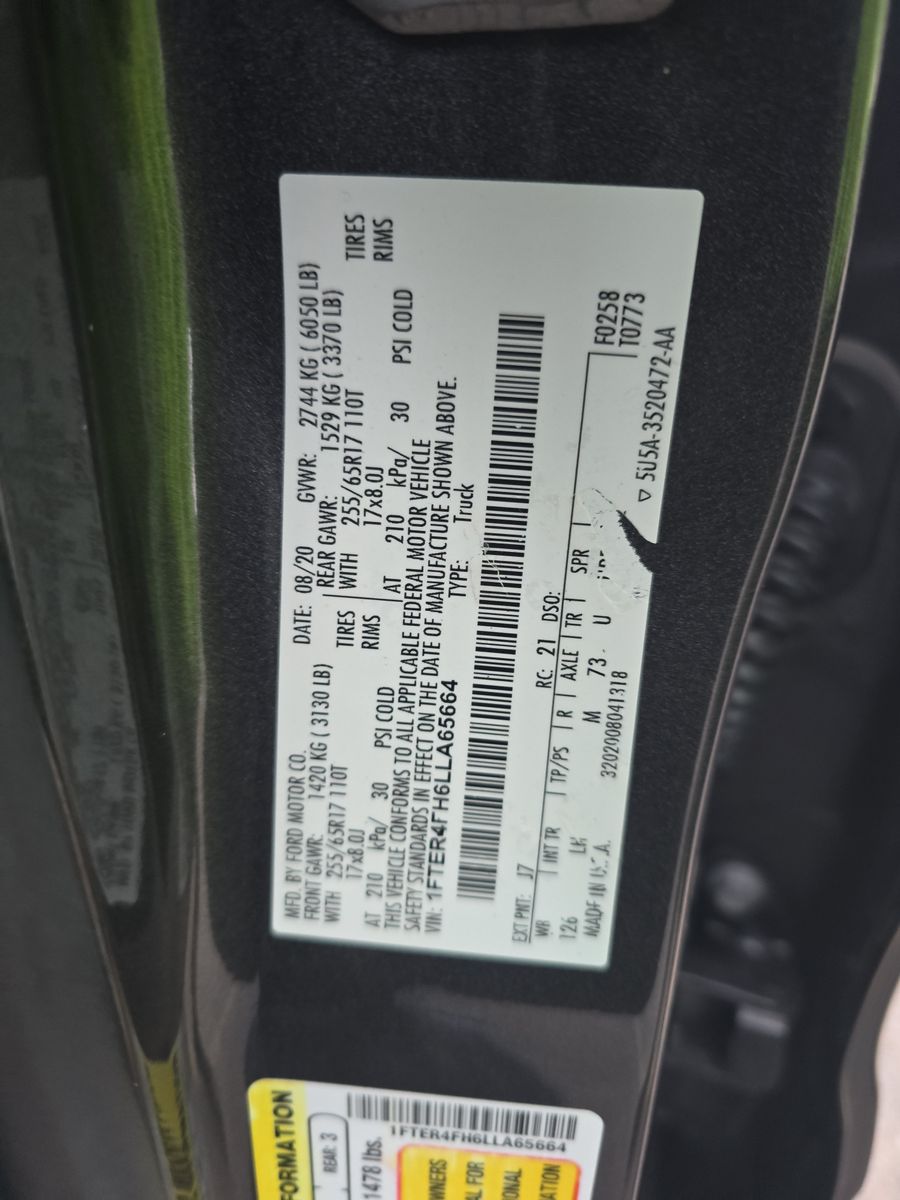 MFD. BY FORD MOTOR CO. DATE: 08/20 GVWR: 2744 KG ( 6050 LB)
FRONT GAWR: 1420 KG ( 3130 LB) REAR GAWR: 1529 KG ( 3370 LB)
WITH 255/65R17 110T TIRES WITH 255/65R17 110T TIRES
17x8.0J RIMS 17x8.0J RIMS
AT 210 kPa/ 30 PSI COLD AT 210 kPa/ 30 PSI COLD
THIS VEHICLE CONFORMS TO ALL APPLICABLE FEDERAL MOTOR VEHICLE
SAFETY STANDARDS IN EFFECT ON THE DATE OF MANUFACTURE SHOWN ABOVE.
VIN: 1FTER4FH6LLA65664 TYPE: Truck
EXT PNT: J7 RC: 21 DSO:
WB INT TR TP/PS R AXLE TR SPR F0258
126 LK M 73 U T0773
MADE IN U.S.A. 3202008041318 5U5A-3520472-AA
FORMATION
REAR: 3
1478 lbs.
1FTER4FH6LLA65664
WNERS
AL FOR
IONAL
ATION